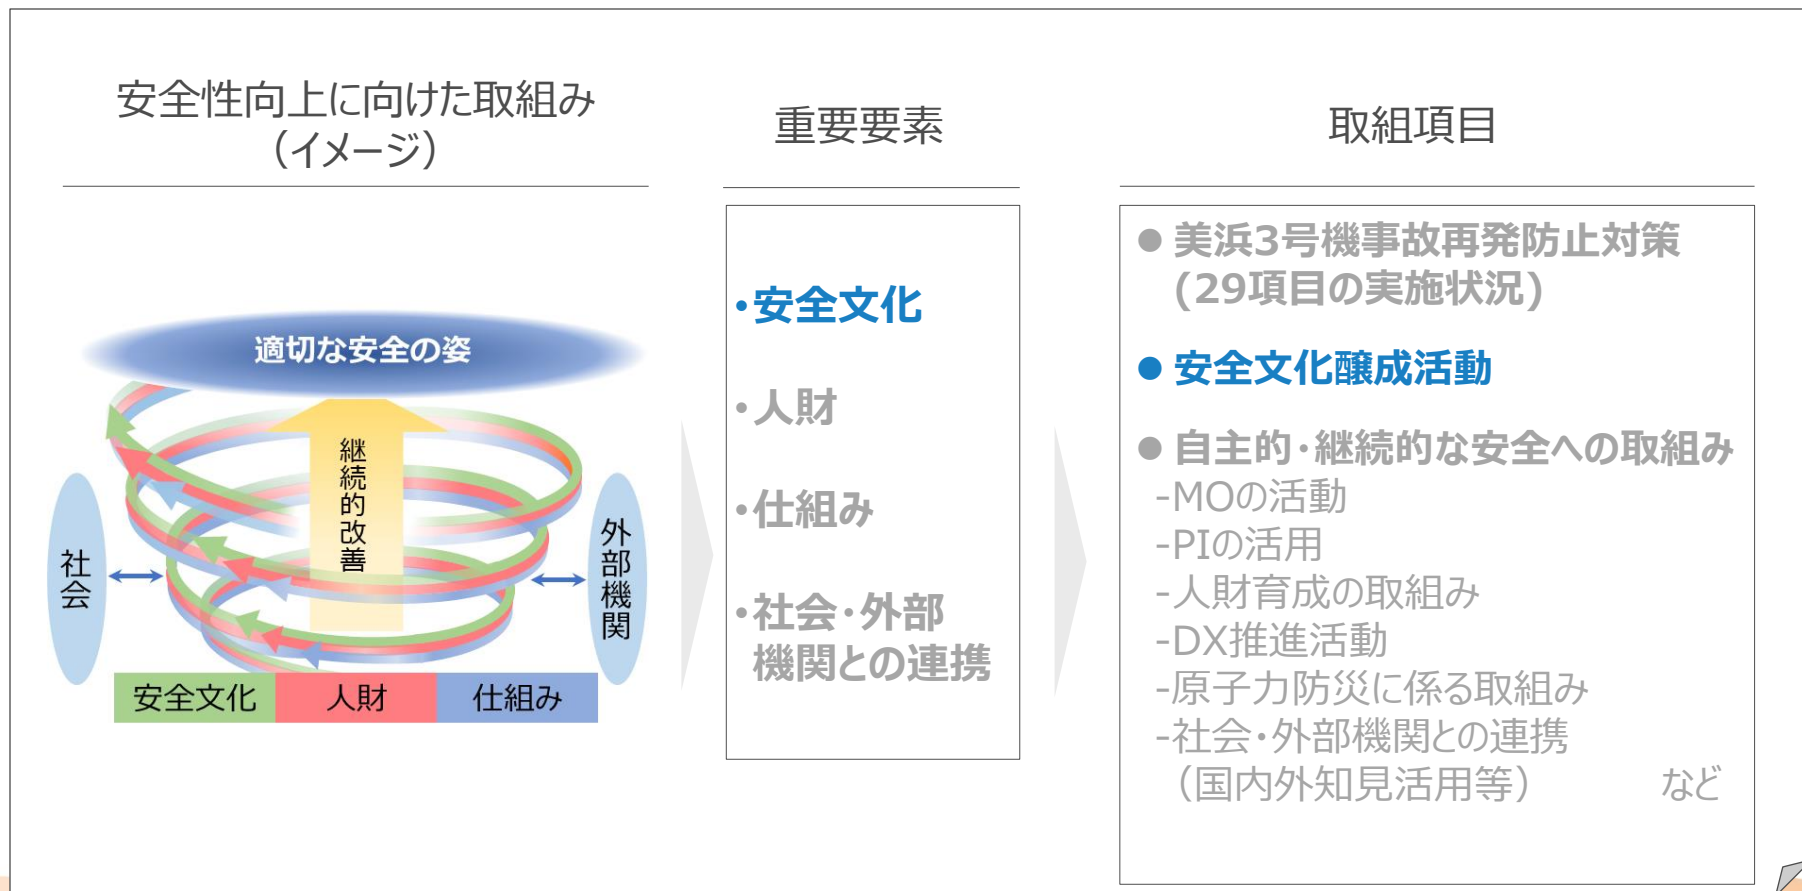 安全性向上に向けた取組み
（イメージ）
適切な安全の姿
継続的改善
社会
外部機関
安全文化
人財
仕組み
重要要素
・安全文化
・人財
・仕組み
・社会・外部
機関との連携
取組項目
● 美浜3号機事故再発防止対策
(29項目の実施状況)
● 安全文化醸成活動
● 自主的・継続的な安全への取組み
-MOの活動
-PIの活用
-人財育成の取組み
-DX推進活動
-原子力防災に係る取組み
-社会・外部機関との連携
（国内外知見活用等） など